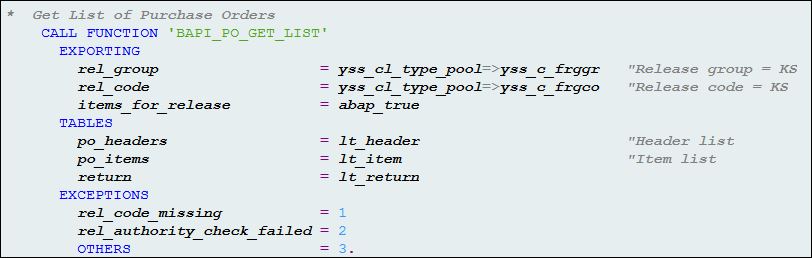 *  Get List of Purchase Orders
    CALL FUNCTION 'BAPI_PO_GET_LIST'
      EXPORTING
        rel_group                  = yss_cl_type_pool=>yss_c_frggr   "Release group = KS
        rel_code                   = yss_cl_type_pool=>yss_c_frgco   "Release code = KS
        items_for_release          = abap_true
      TABLES
        po_headers                 = lt_header                       "Header list
        po_items                   = lt_item                         "Item list
        return                     = lt_return
      EXCEPTIONS
        rel_code_missing           = 1
        rel_authority_check_failed = 2
        OTHERS                     = 3.